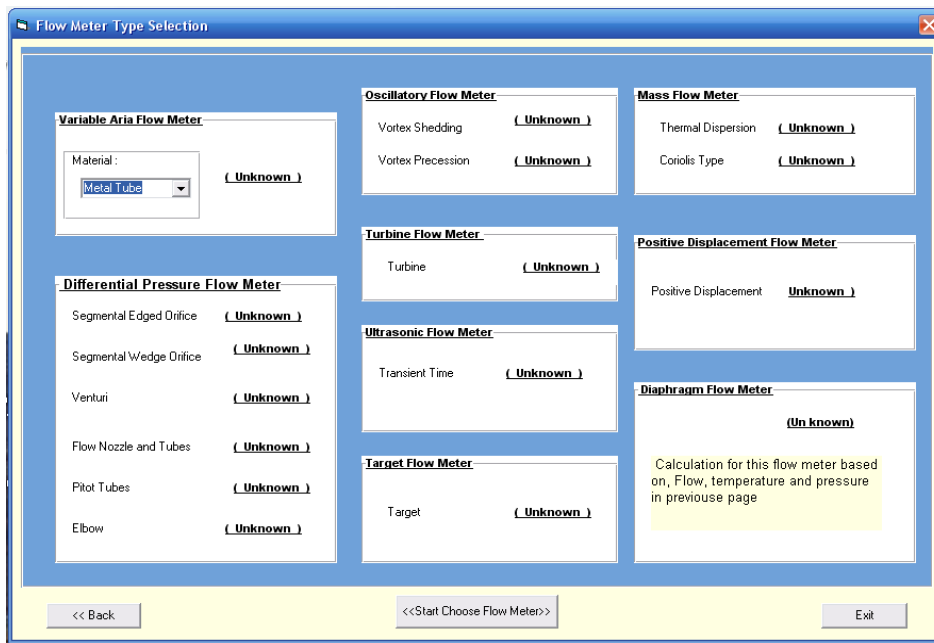 Flow Meter Type Selection
Variable Aria Flow Meter
Material :
Metal Tube
( Unknown )
Differential Pressure Flow Meter
Segmental Edged Orifice ( Unknown )
Segmental Wedge Orifice ( Unknown )
Venturi ( Unknown )
Flow Nozzle and Tubes ( Unknown )
Pitot Tubes ( Unknown )
Elbow ( Unknown )
Oscillatory Flow Meter
Vortex Shedding ( Unknown )
Vortex Precession ( Unknown )
Turbine Flow Meter
Turbine ( Unknown )
Ultrasonic Flow Meter
Transient Time ( Unknown )
Target Flow Meter
Target ( Unknown )
Mass Flow Meter
Thermal Dispersion ( Unknown )
Coriolis Type ( Unknown )
Positive Displacement Flow Meter
Positive Displacement Unknown )
Diaphragm Flow Meter
(Un known)
Calculation for this flow meter based
on, Flow, temperature and pressure
in previouse page
<< Back
<<Start Choose Flow Meter>>
Exit